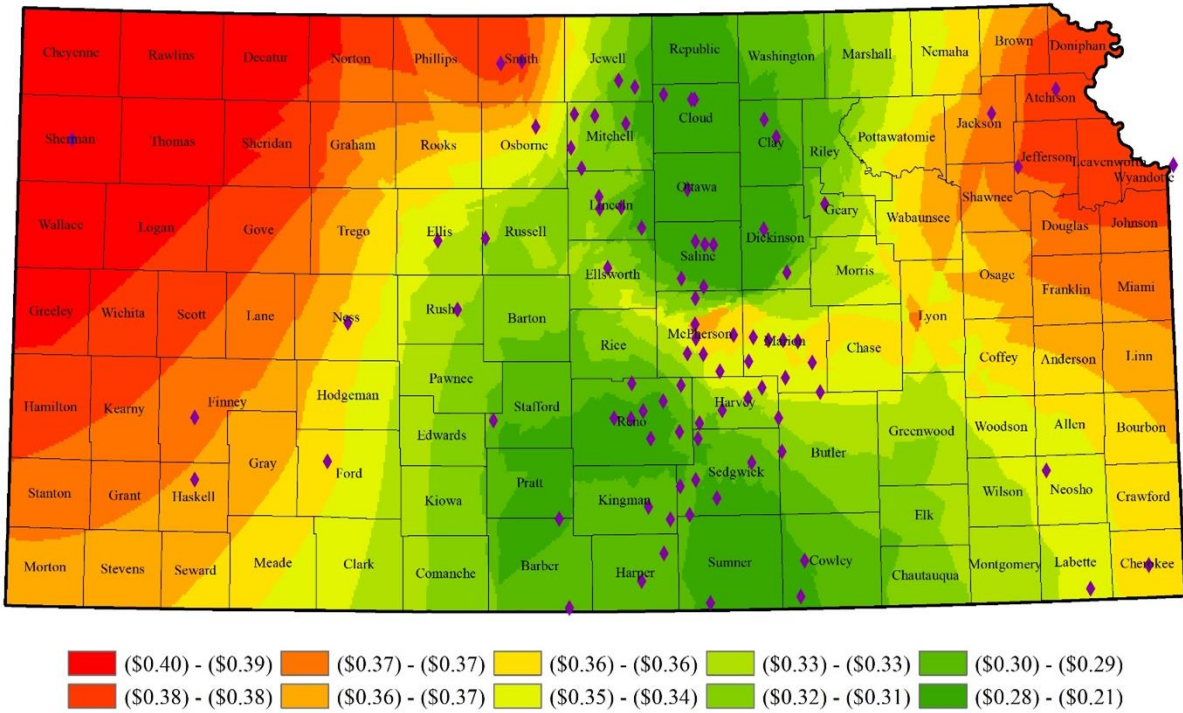 Cheyenne Rawlins Decatur Norton Phillips Smith Jewell Republic Washington Marshall Nemaha Brown Doniphan
Atchison
Sherman Thomas Sheridan Graham Rooks Osborne Mitchell Cloud Clay Riley Pottawatomie Jackson
Jefferson Leavenworth
Wyandotte
Wallace Logan Gove Trego Ellis Russell Lincoln Ottawa Saline Dickinson Geary Wabaunsee Shawnee Douglas Johnson
Ellsworth Morris Osage Franklin Miami
Greeley Wichita Scott Lane Ness Rush Barton Rice McPherson Marion Chase Lyon Coffey Anderson Linn
Hamilton Kearny Finney Hodgeman Pawnee Stafford Reno Harvey Greenwood Woodson Allen Bourbon
Edwards
Gray Ford Sedgwick Butler
Stanton Grant Haskell Kiowa Pratt Kingman Elk Wilson Neosho Crawford
Morton Stevens Seward Meade Clark Comanche Barber Harper Sumner Cowley Chautauqua Montgomery Labette Cherokee
($0.40) - ($0.39) ($0.37) - ($0.37) ($0.36) - ($0.36) ($0.33) - ($0.33) ($0.30) - ($0.29)
($0.38) - ($0.38) ($0.36) - ($0.37) ($0.35) - ($0.34) ($0.32) - ($0.31) ($0.28) - ($0.21)